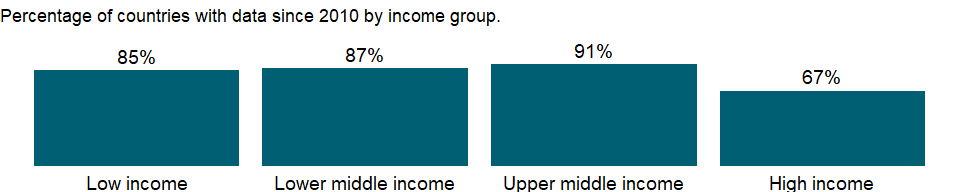 Percentage of countries with data since 2010 by income group.
85%
87%
91%
67%
Low income
Lower middle income
Upper middle income
High income